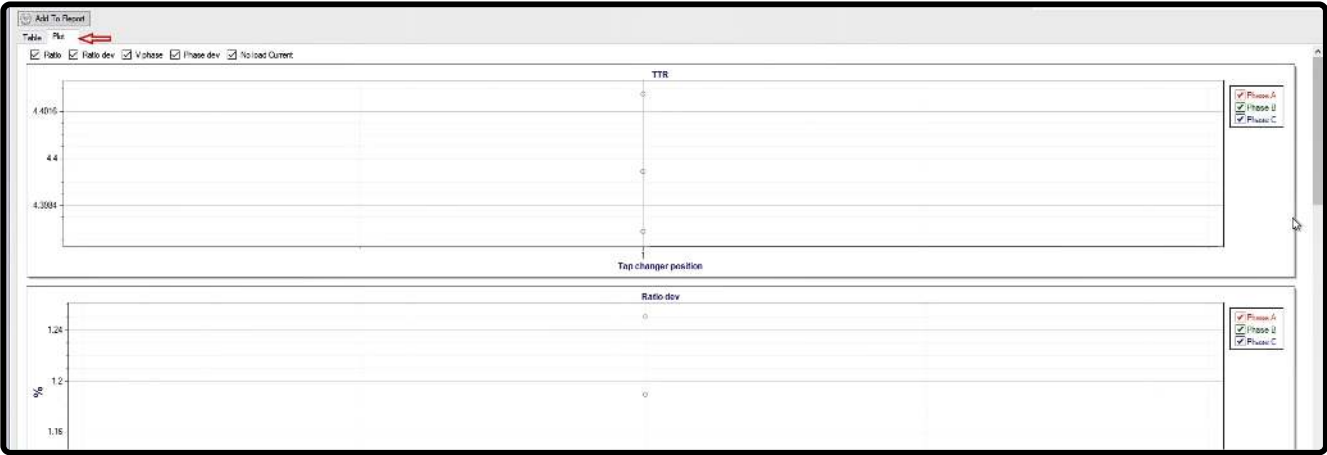 Add To Report
Table Plot
Ratio Ratio dev V phase Phase dev No load Current
TTR
4.4016
4.4
4.3984
1
Tap changer position
Phase A
Phase B
Phase C
Ratio dev
1.24
1.2
1.16
%
Phase A
Phase B
Phase C